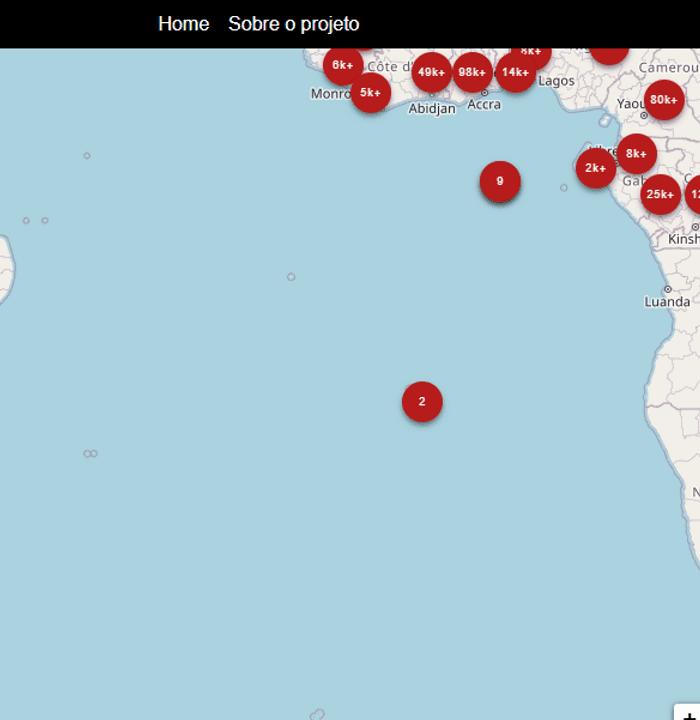 Home Sobre o projeto
8k+
6k+ Côte d' 49k+ 98k+ 14k+ Camerou
Lagos
Monro 5k+ Abidjan Accra Yaou 80k+
8k+
2k+
9 Gab 25k+ 12
Kinsh
Luanda
2
N
+